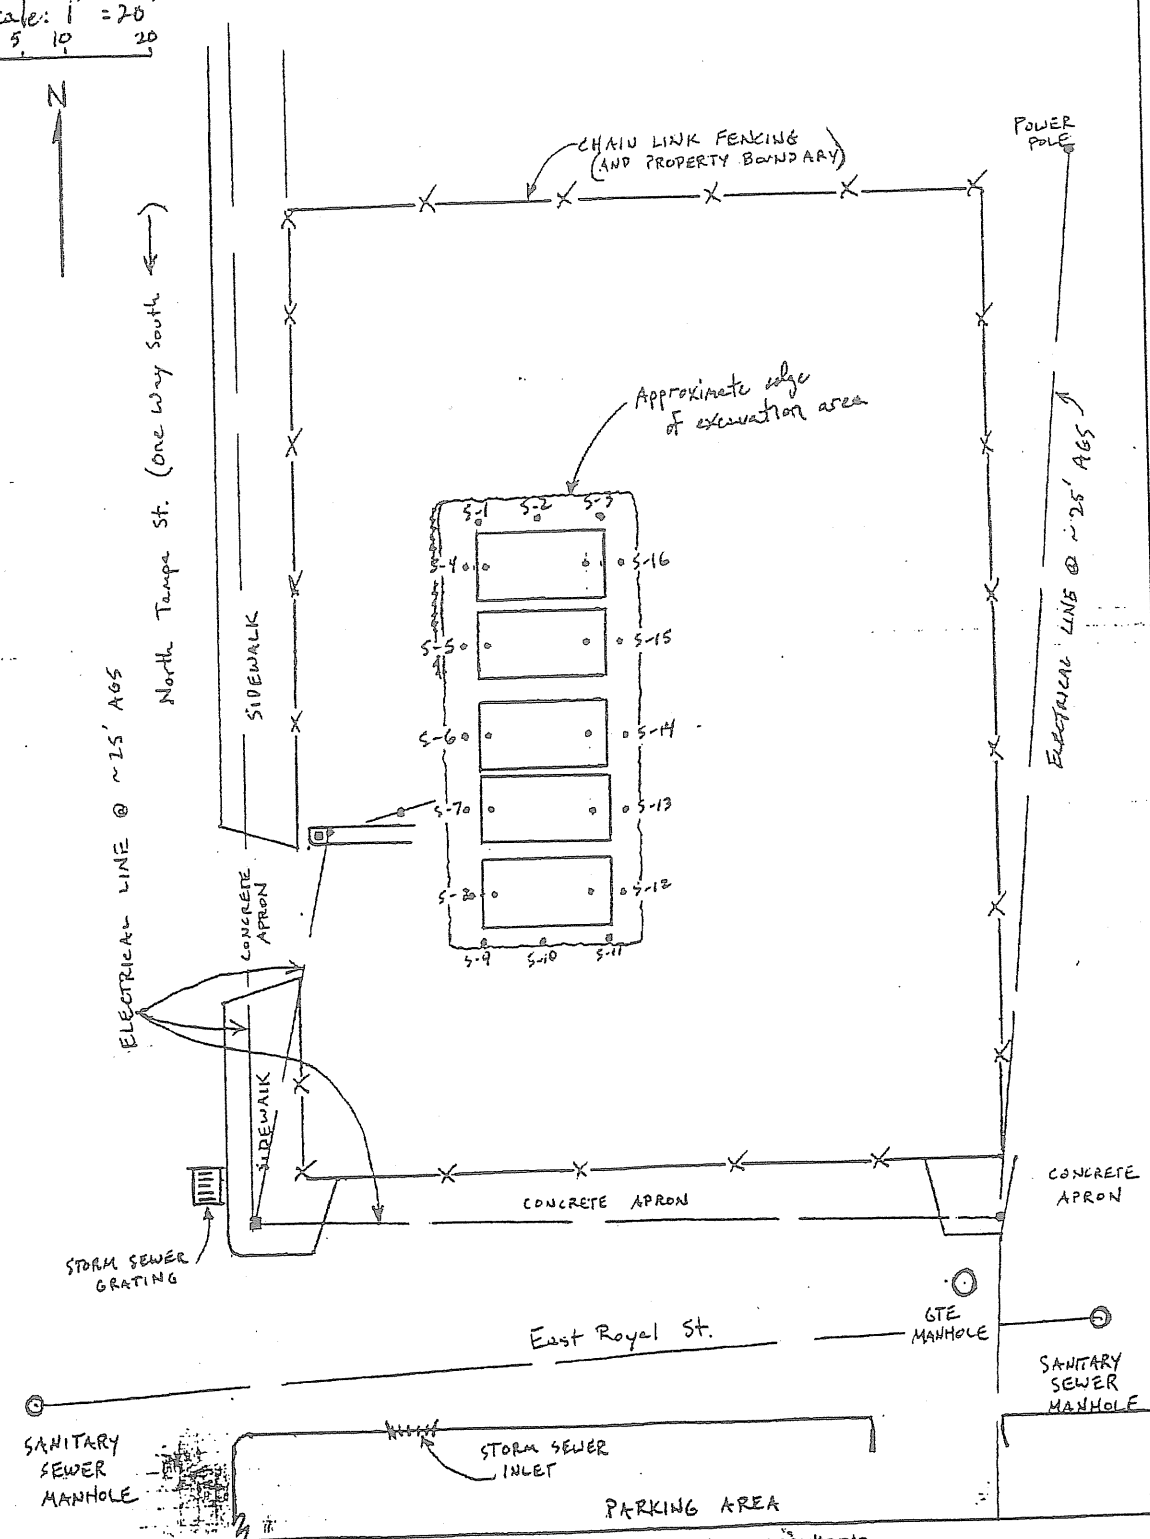 cale: 1" = 20'
5 10 20
N
CHAIN LINK FENCING
(AND PROPERTY BOUNDARY)
POWER
POLE
North Tampa St. (One Way South ←)
Approximate edge
of excavation area
ELECTRICAL LINE @ ~25' AGS
SIDEWALK
S-1 S-2 S-3
S-4 S-16
S-5 S-15
S-6 S-14
S-7 S-13
S-8 S-12
S-9 S-10 S-11
ELECTRICAL LINE @ ~25' AGS
CONCRETE
APRON
SIDEWALK
CONCRETE APRON
CONCRETE
APRON
STORM SEWER
GRATING
GTE
MANHOLE
East Royal St.
SANITARY
SEWER
MANHOLE
SANITARY
SEWER
MANHOLE
STORM SEWER
INLET
PARKING AREA